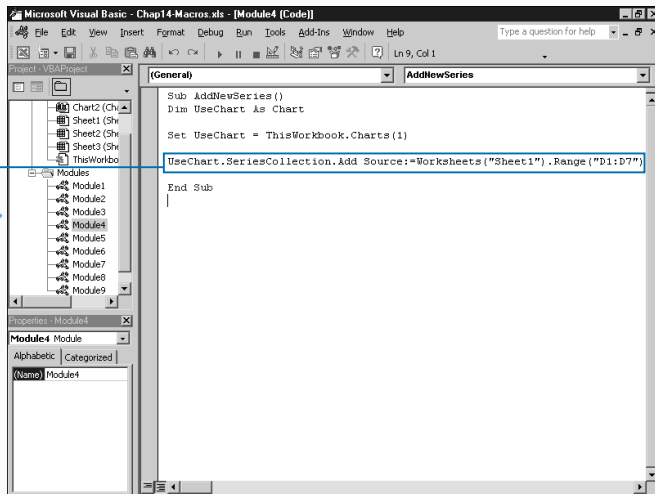 Microsoft Visual Basic - Chap14-Macros.xls - [Module4 (Code)]
File Edit View Insert Format Debug Run Tools Add-Ins Window Help
Type a question for help
Ln 9, Col 1
Project - VBAProject
(General)
AddNewSeries
Chart2 (Cha
Sheet1 (She
Sheet2 (She
Sheet3 (She
ThisWorkbo
Modules
Module1
Module2
Module3
Module4
Module5
Module6
Module7
Module8
Module9
Sub AddNewSeries()
Dim UseChart As Chart
Set UseChart = ThisWorkbook.Charts(1)
UseChart.SeriesCollection.Add Source:=Worksheets("Sheet1").Range("D1:D7")
End Sub
Properties - Module4
Module4 Module
Alphabetic Categorized
(Name) Module4